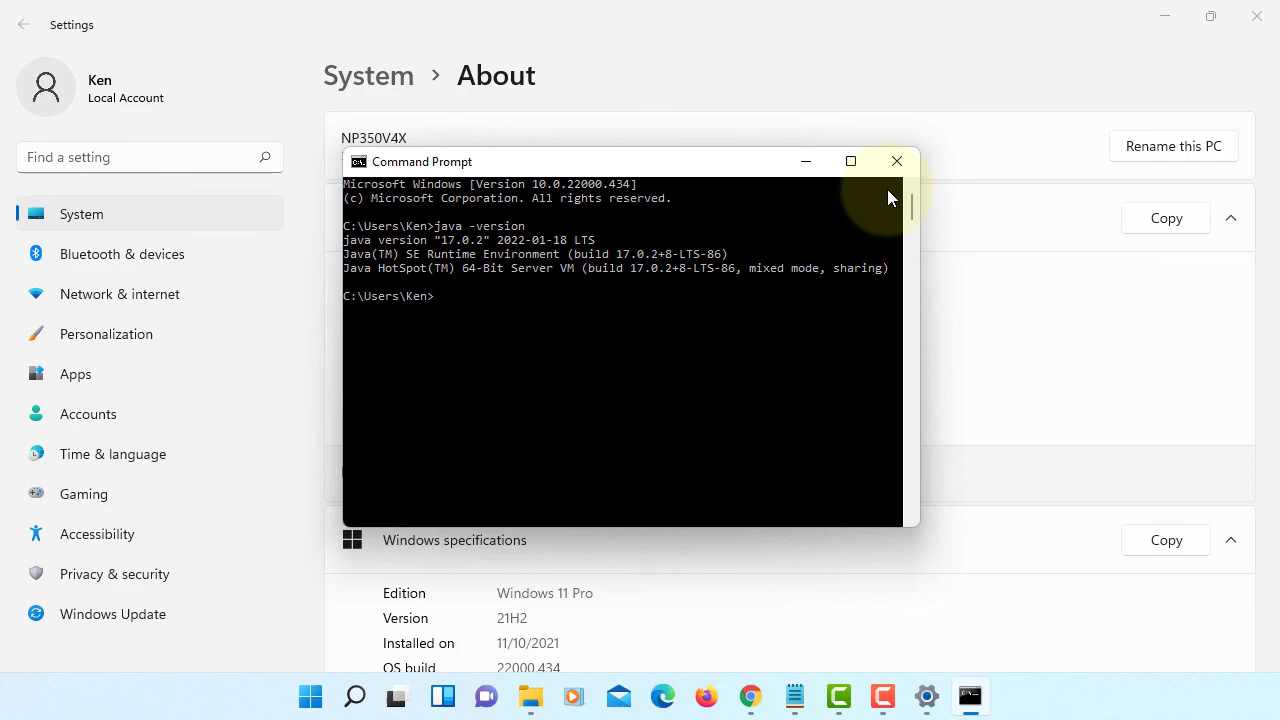 Settings
Ken
Local Account
Find a setting
System
Bluetooth & devices
Network & internet
Personalization
Apps
Accounts
Time & language
Gaming
Accessibility
Privacy & security
Windows Update
System > About
NP350V4X
Rename this PC
Copy
Command Prompt
Microsoft Windows [Version 10.0.22000.434]
(c) Microsoft Corporation. All rights reserved.
C:\Users\Ken>java -version
java version "17.0.2" 2022-01-18 LTS
Java(TM) SE Runtime Environment (build 17.0.2+8-LTS-86)
Java HotSpot(TM) 64-Bit Server VM (build 17.0.2+8-LTS-86, mixed mode, sharing)
C:\Users\Ken>
Windows specifications
Copy
Edition Windows 11 Pro
Version 21H2
Installed on 11/10/2021
OS build 22000.434